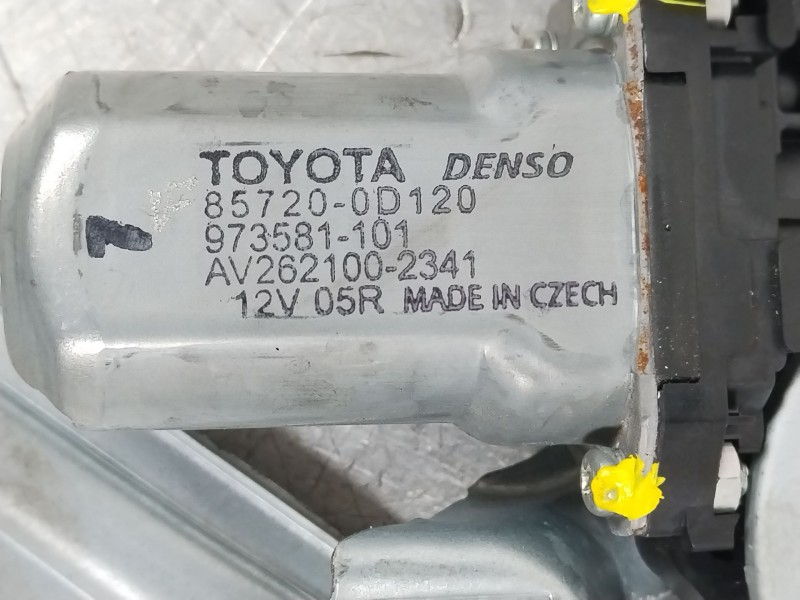 TOYOTA DENSO
85720-0D120
973581-101
AV262100-2341
12V 05R MADE IN CZECH